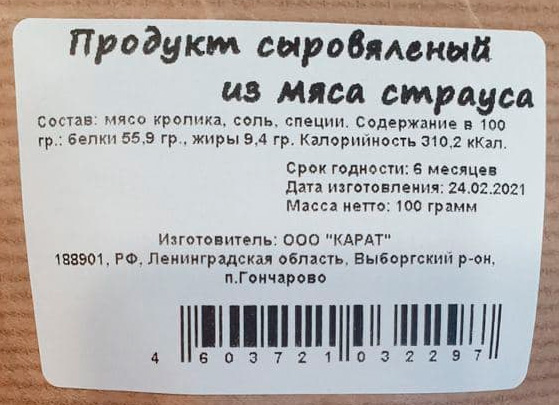 Продукт сыровяленый
из мяса страуса
Состав: мясо кролика, соль, специи. Содержание в 100
гр.: белки 55,9 гр., жиры 9,4 гр. Калорийность 310,2 кКал.
Срок годности: 6 месяцев
Дата изготовления: 24.02.2021
Масса нетто: 100 грамм
Изготовитель: ООО "КАРАТ"
188901, РФ, Ленинградская область, Выборгский р-он,
п.Гончарово
4 603721 032297